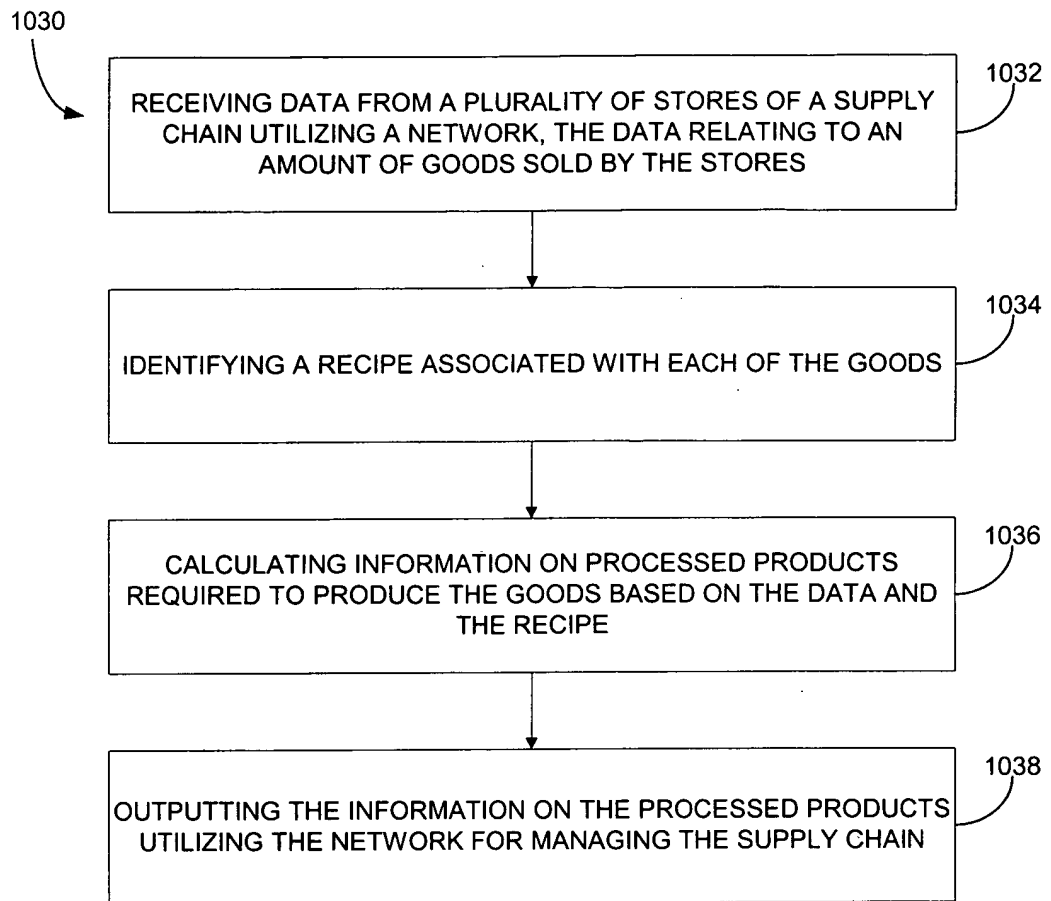 1030
1032
RECEIVING DATA FROM A PLURALITY OF STORES OF A SUPPLY
CHAIN UTILIZING A NETWORK, THE DATA RELATING TO AN
AMOUNT OF GOODS SOLD BY THE STORES
1034
IDENTIFYING A RECIPE ASSOCIATED WITH EACH OF THE GOODS
1036
CALCULATING INFORMATION ON PROCESSED PRODUCTS
REQUIRED TO PRODUCE THE GOODS BASED ON THE DATA AND
THE RECIPE
1038
OUTPUTTING THE INFORMATION ON THE PROCESSED PRODUCTS
UTILIZING THE NETWORK FOR MANAGING THE SUPPLY CHAIN